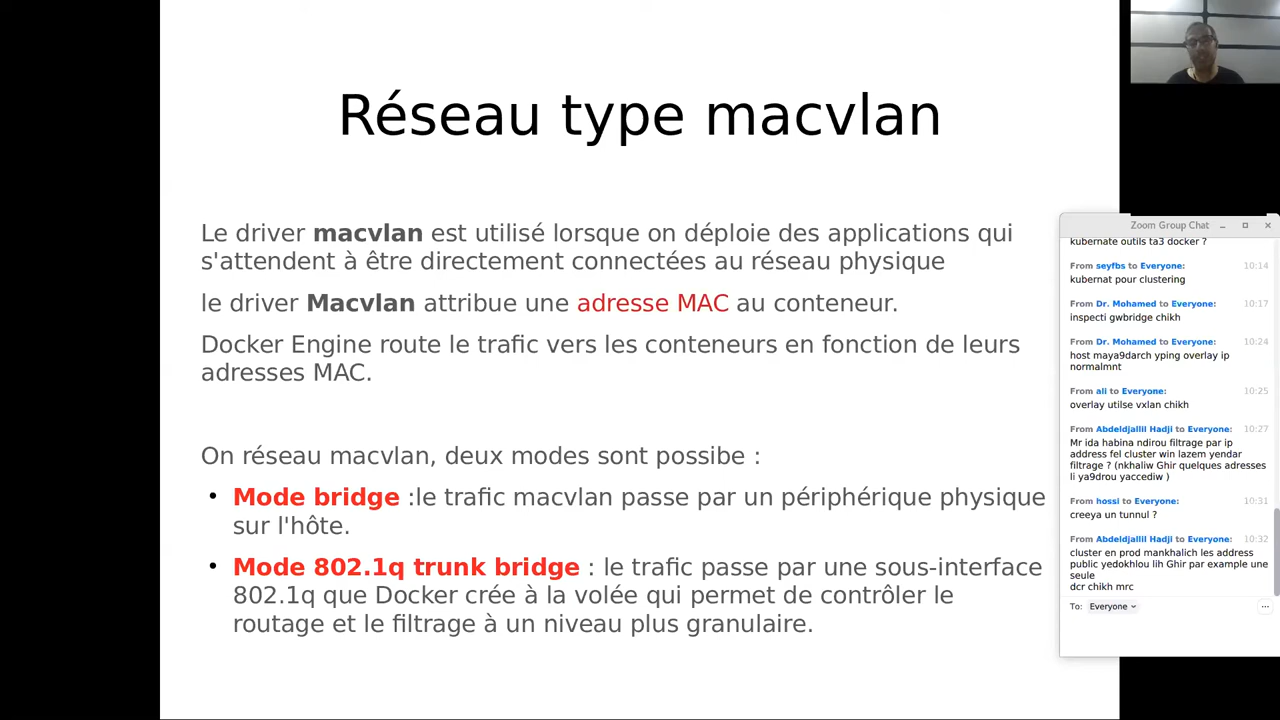 Réseau type macvlan
Le driver macvlan est utilisé lorsque on déploie des applications qui
s'attendent à être directement connectées au réseau physique
le driver Macvlan attribue une adresse MAC au conteneur.
Docker Engine route le trafic vers les conteneurs en fonction de leurs
adresses MAC.
On réseau macvlan, deux modes sont possibe :
• Mode bridge :le trafic macvlan passe par un périphérique physique
sur l'hôte.
• Mode 802.1q trunk bridge : le trafic passe par une sous-interface
802.1q que Docker crée à la volée qui permet de contrôler le
routage et le filtrage à un niveau plus granulaire.
Zoom Group Chat
kubernate outils ta3 docker ?
From seyfbs to Everyone: 10:14
kubernat pour clustering
From Dr. Mohamed to Everyone: 10:17
inspecti gwbridge chikh
From Dr. Mohamed to Everyone: 10:24
host maya9darch yping overlay ip
normalmnt
From ali to Everyone: 10:25
overlay utilse vxlan chikh
From Abdeldjallil Hadji to Everyone: 10:27
Mr ida habina ndirou filtrage par ip
address fel cluster win lazem yendar
filtrage ? (nkhaliw Ghir quelques adresses
li ya9drou yaccediw )
From hossi to Everyone: 10:31
creeya un tunnul ?
From Abdeldjallil Hadji to Everyone: 10:32
cluster en prod mankhalich les address
public yedokhlou lih Ghir par example une
seule
dcr chikh mrc
To: Everyone